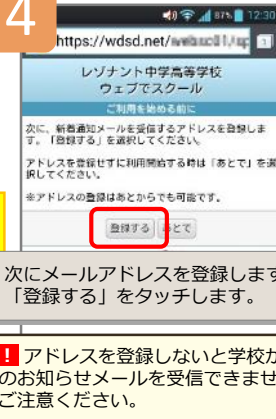 4
87% 12:30
https://wdsd.net/
レゾナント中学高等学校
ウェブでスクール
ご利用を始める前に
次に、新着通知メールを受信するアドレスを登録しま
す。「登録する」を選択してください。
アドレスを登録せずに利用開始する時は「あとで」を選
択してください。
※アドレスの登録はあとからでも可能です。
登録する あとで
次にメールアドレスを登録します
「登録する」をタッチします。
! アドレスを登録しないと学校か
のお知らせメールを受信できませ
ご注意ください。